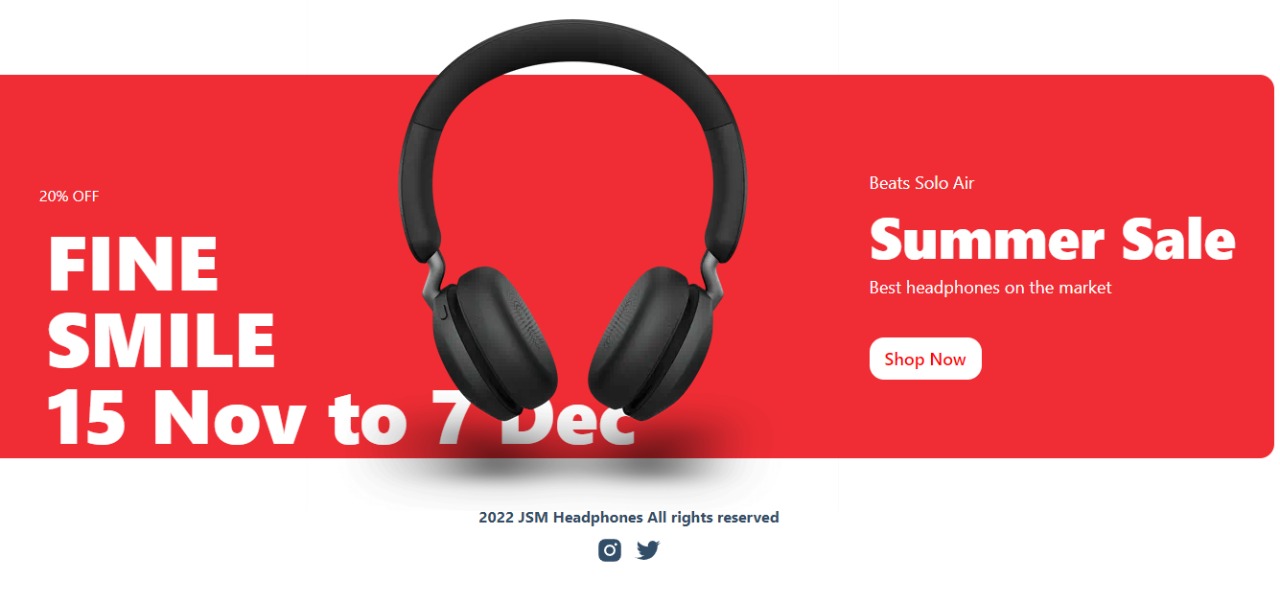 20% OFF
FINE
SMILE
15 Nov to 7 Dec
Beats Solo Air
Summer Sale
Best headphones on the market
Shop Now
2022 JSM Headphones All rights reserved